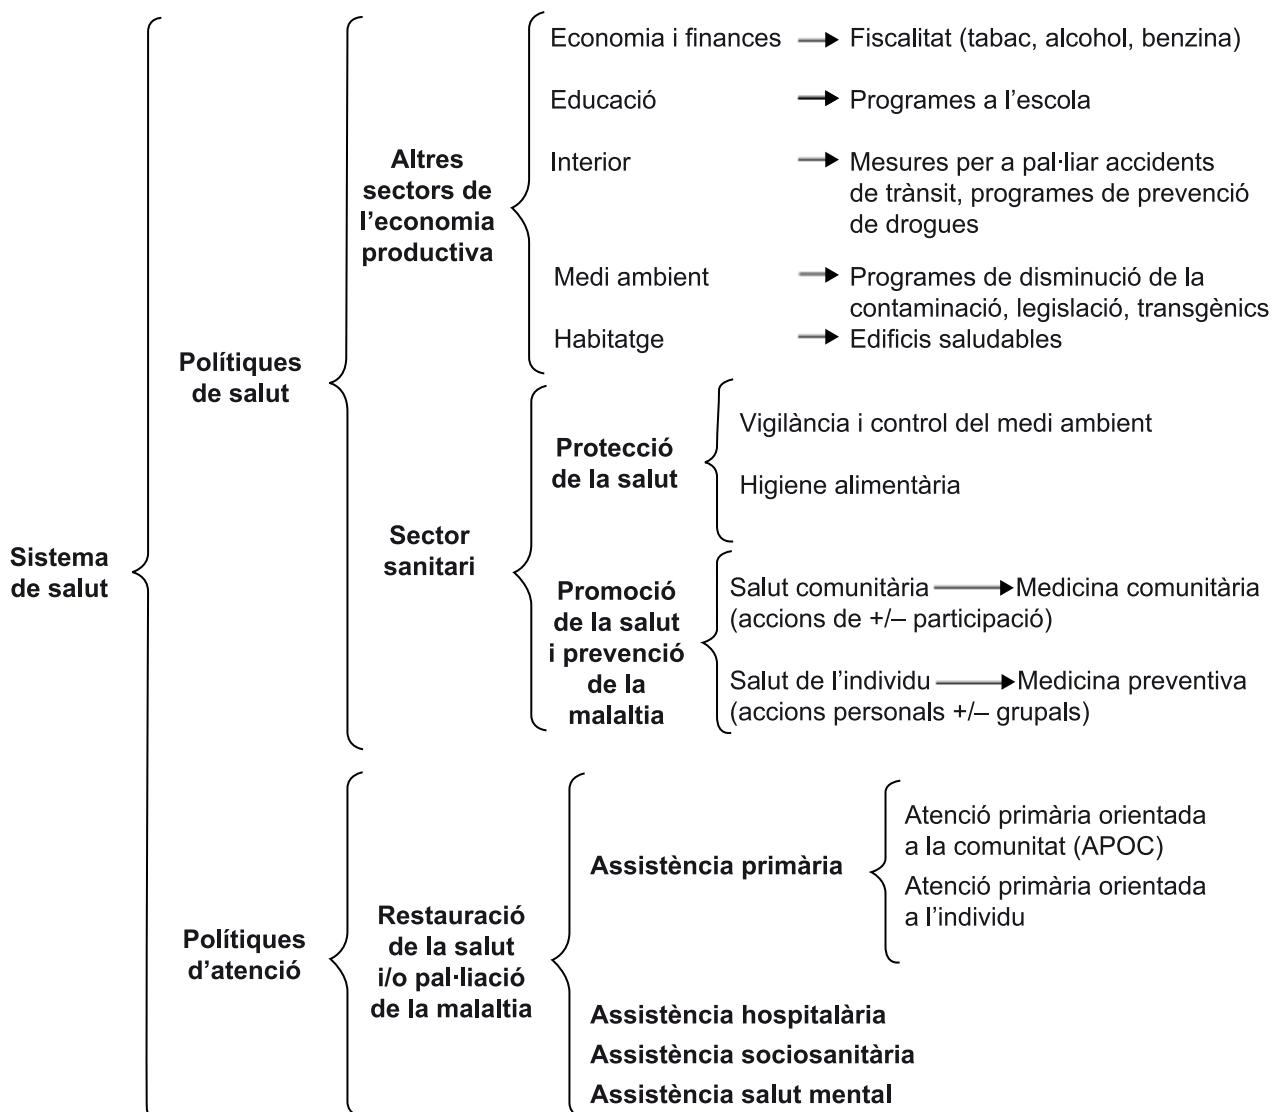 Economia i finances → Fiscalitat (tabac, alcohol, benzina)
Educació → Programes a l’escola
Altres
sectors de
l’economia
productiva
Interior → Mesures per a pal·liar accidents
de trànsit, programes de prevenció
de drogues
Medi ambient → Programes de disminució de la
contaminació, legislació, transgènics
Habitatge → Edificis saludables
Polítiques
de salut
Protecció
de la salut
Vigilància i control del medi ambient
Higiene alimentària
Sector
sanitari
Sistema
de salut
Promoció
de la salut
i prevenció
de la
malaltia
Salut comunitària → Medicina comunitària
(accions de +/– participació)
Salut de l’individu → Medicina preventiva
(accions personals +/– grupals)
Assistència primària
Atenció primària orientada
a la comunitat (APOC)
Atenció primària orientada
a l’individu
Polítiques
d’atenció
Restauració
de la salut
i/o pal·liació
de la malaltia
Assistència hospitalària
Assistència sociosanitària
Assistència salut mental